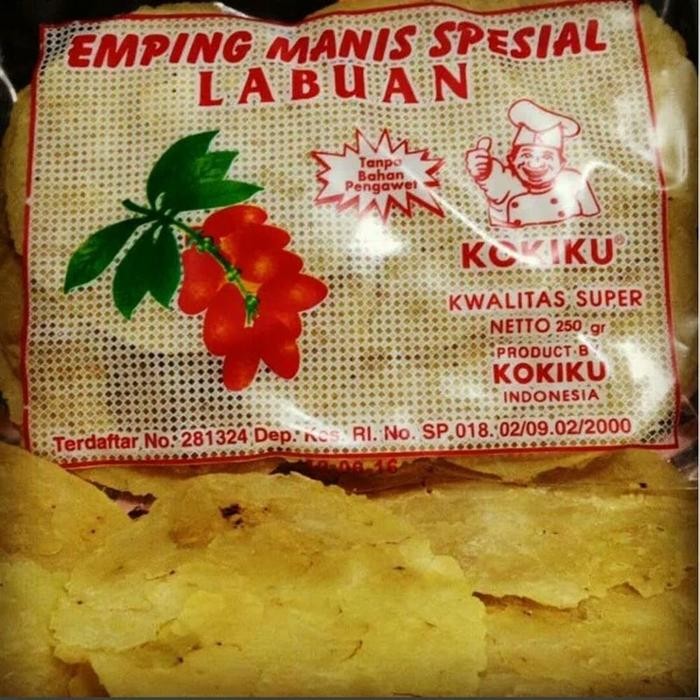 EMPING MANIS SPESIAL
LABUAN
Tanpa
Bahan
Pengawet
KOKIKU®
KWALITAS SUPER
NETTO 250 gr
PRODUCT B
KOKIKU
INDONESIA
Terdaftar No. 281324 Dep. Kes. RI. No. SP 018. 02/09.02/2000